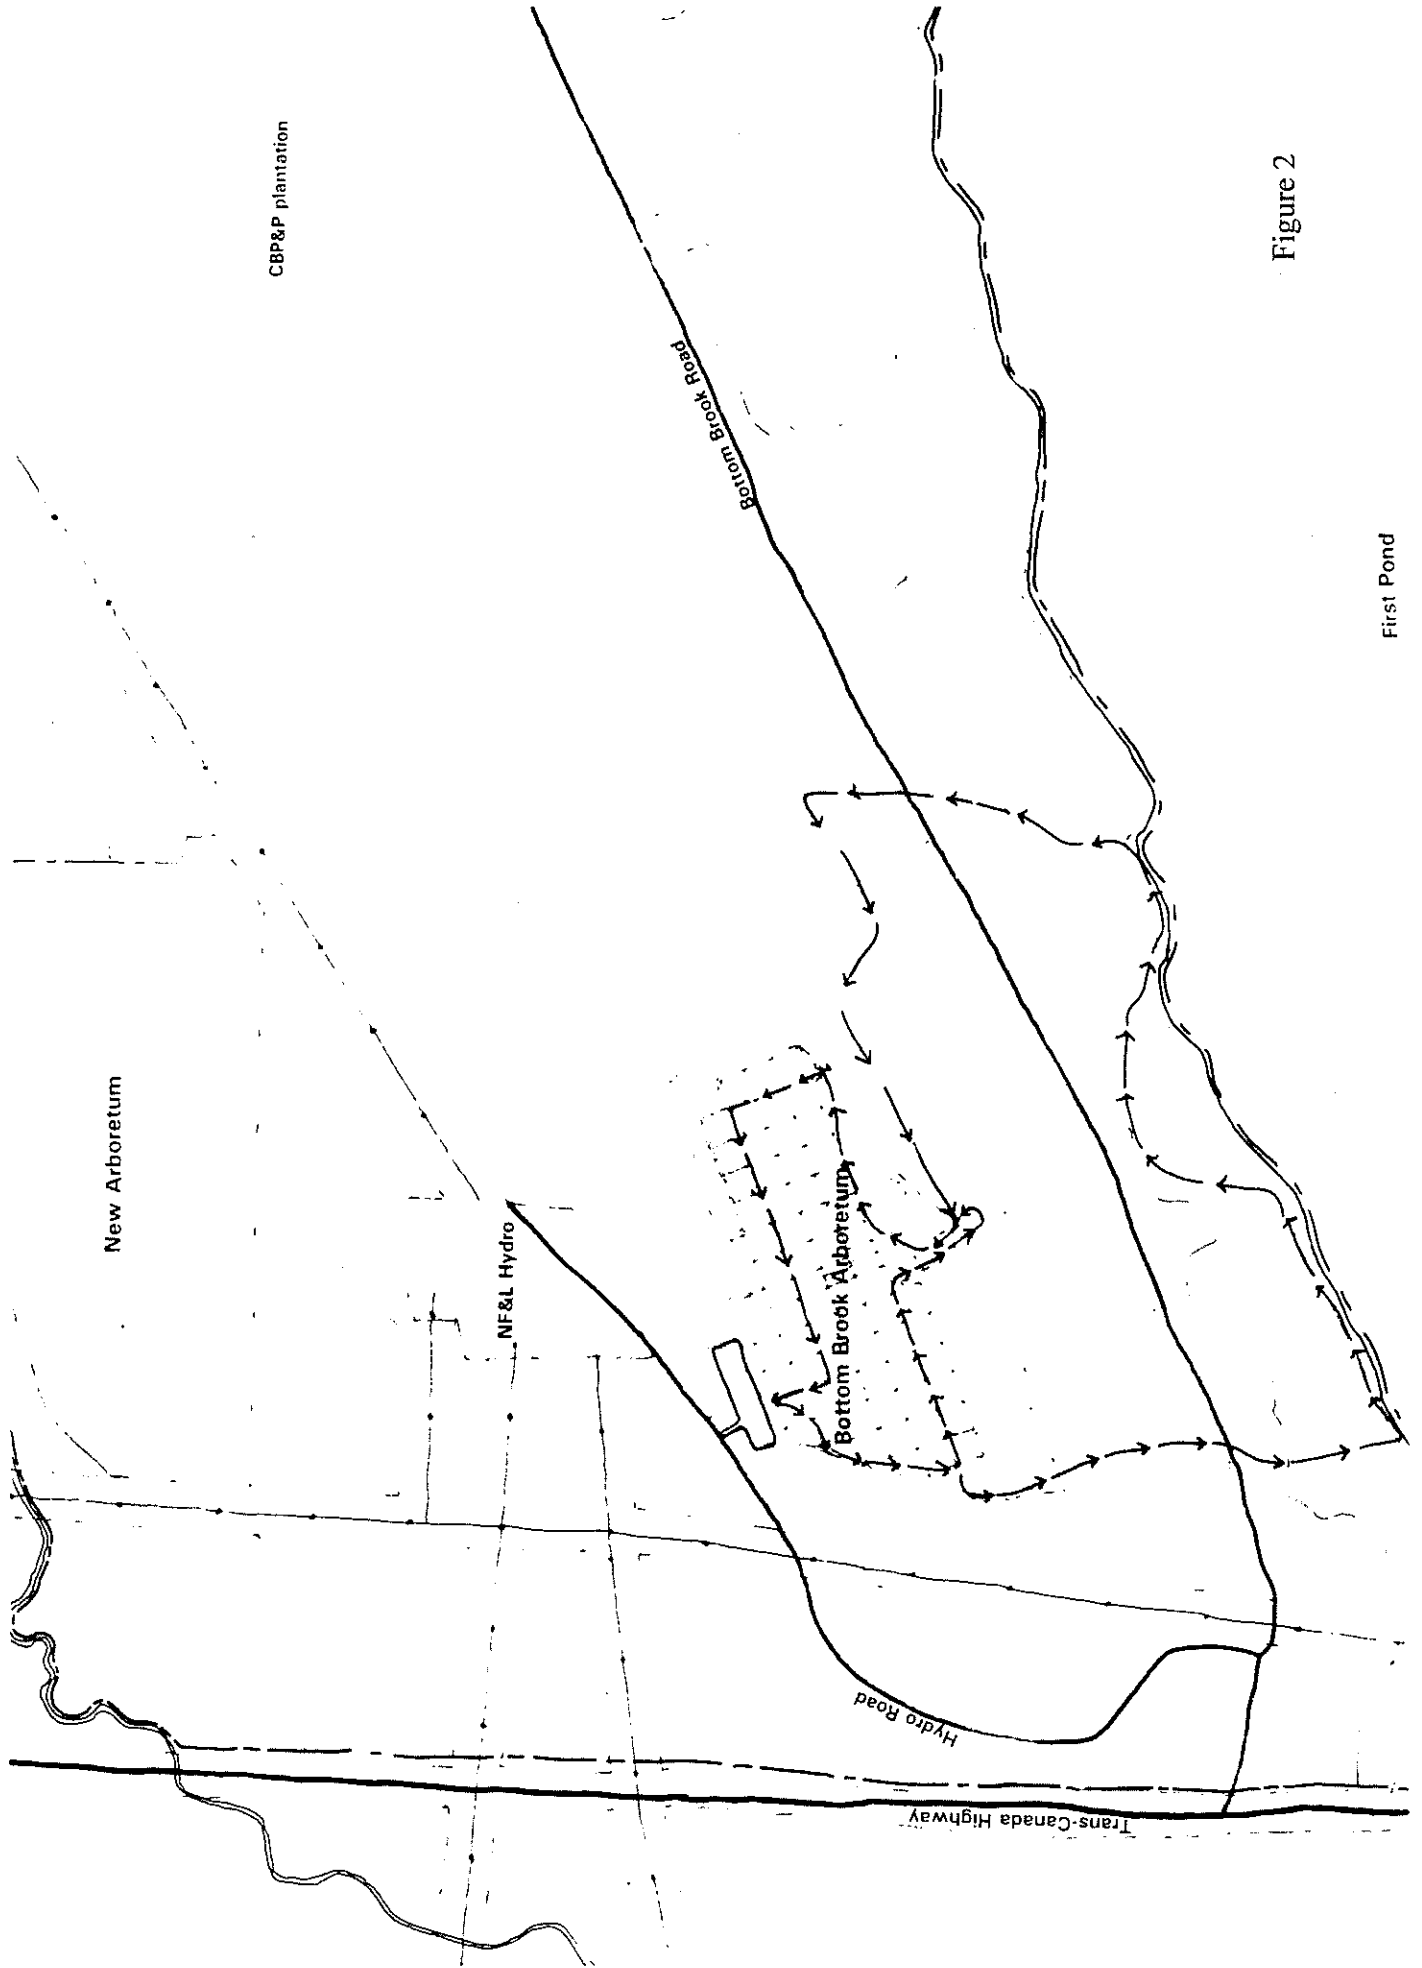 CBP&P plantation
Figure 2
Bottom Brook Road
First Pond
New Arboretum
NF&L Hydro
Bottom Brook Arboretum
Hydro Road
Trans-Canada Highway